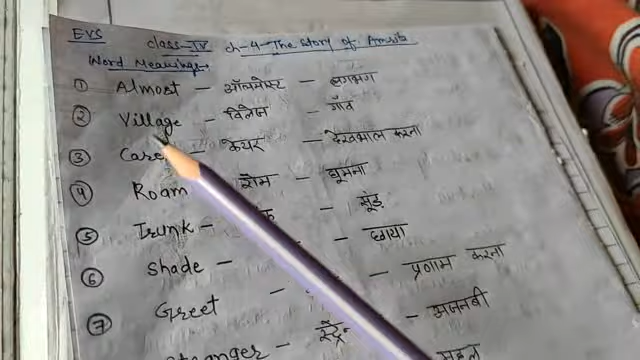 EVS class-IV ch-4-The Story of Amrita
Word Meanings.
① Almost - ऑलमोस्ट - लगभग
② Village - विलेज - गाँव
③ Care - केयर - देखभाल करना
④ Roam - रोम - घूमना
⑤ Trunk - - सूंड
⑥ Shade - - छाया
⑦ Greet - - प्रणाम करना
Stranger - - अजनबी